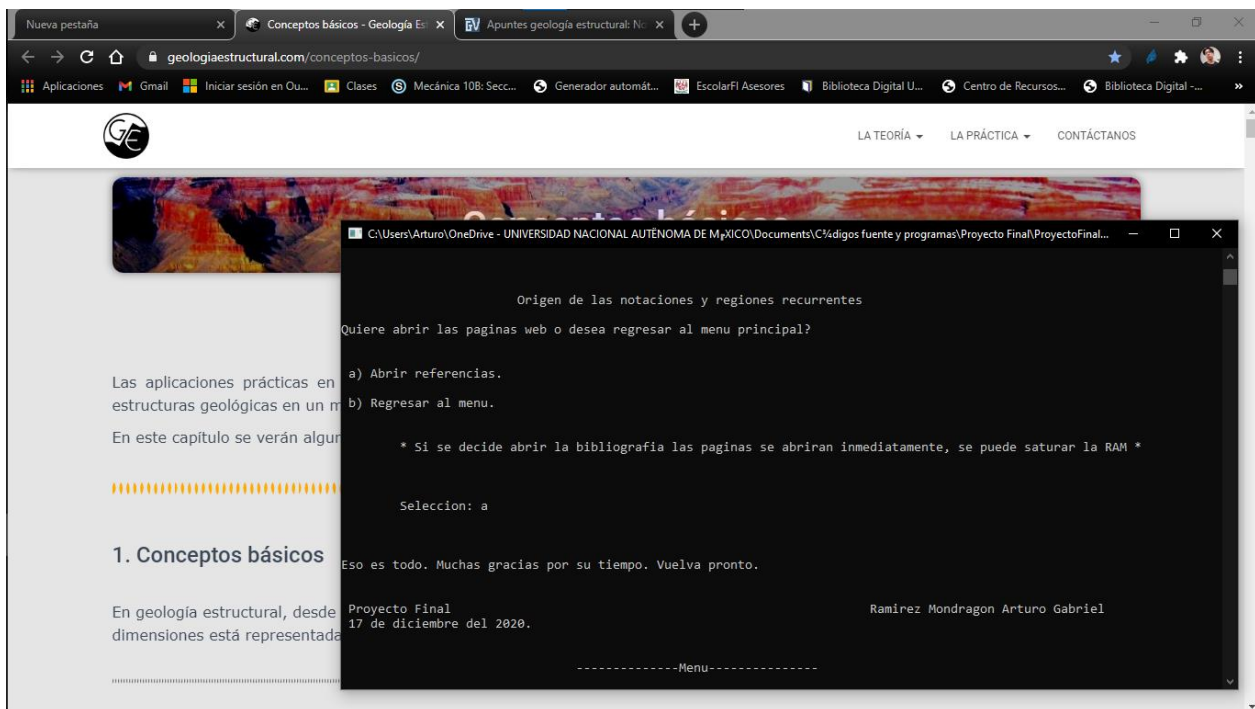 Nueva pestaña
Conceptos básicos - Geología Es
Apuntes geología estructural: No
geologiaestructural.com/conceptos-basicos/
Aplicaciones Gmail Iniciar sesión en Ou... Clases Mecánica 10B: Secc... Generador automát... EscolarFI Asesores Biblioteca Digital U... Centro de Recursos... Biblioteca Digital -... »
GE
LA TEORÍA LA PRÁCTICA CONTÁCTANOS
C:\Users\Arturo\OneDrive - UNIVERSIDAD NACIONAL AUTËNOMA DE MÞXICO\Documents\C¾digos fuente y programas\Proyecto Final\ProyectoFinal...
Origen de las notaciones y regiones recurrentes
Quiere abrir las paginas web o desea regresar al menu principal?
a) Abrir referencias.
b) Regresar al menu.
* Si se decide abrir la bibliografia las paginas se abriran inmediatamente, se puede saturar la RAM *
Seleccion: a
Eso es todo. Muchas gracias por su tiempo. Vuelva pronto.
Proyecto Final Ramirez Mondragon Arturo Gabriel
17 de diciembre del 2020.
--------------Menu---------------
Las aplicaciones prácticas en
estructuras geológicas en un
En este capítulo se verán
1. Conceptos básicos
En geología estructural, desde
dimensiones está representada